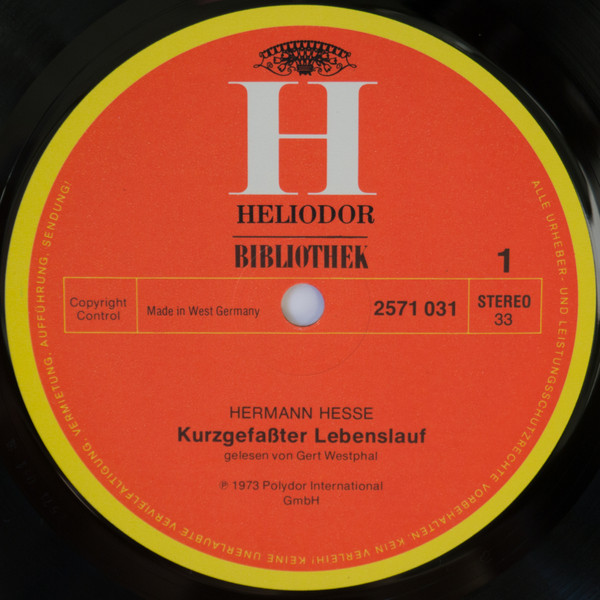 H
HELIODOR
BIBLIOTHEK
1
Copyright
Control
Made in West Germany
2571 031
STEREO
33
HERMANN HESSE
Kurzgefaßter Lebenslauf
gelesen von Gert Westphal
℗ 1973 Polydor International
GmbH
ALLE URHEBER- UND LEISTUNGSSCHUTZRECHTE VORBEHALTEN. KEIN VERLEIH! KEINE UNERLAUBTE VERVIELFÄLTIGUNG, VERMIETUNG, AUFFÜHRUNG, SENDUNG!